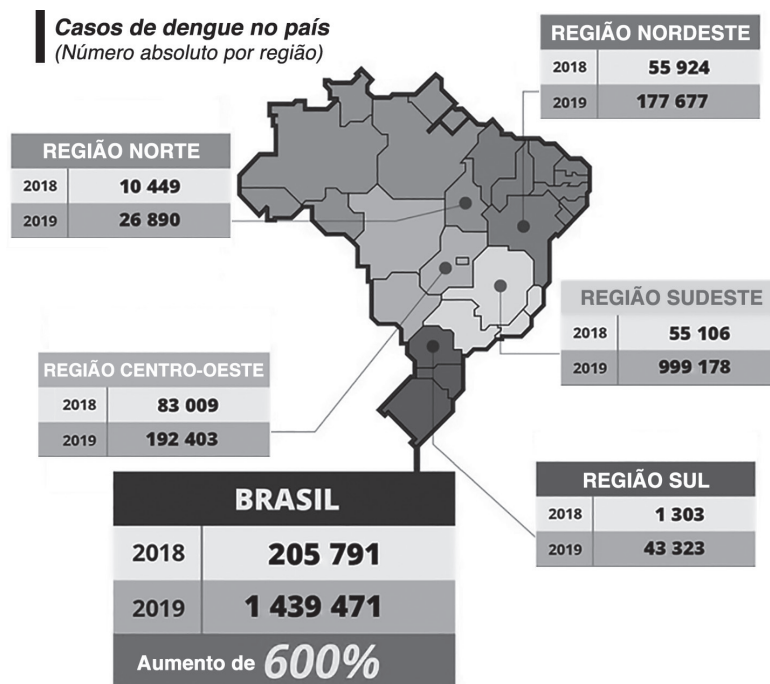 Casos de dengue no país
(Número absoluto por região)
REGIÃO NORDESTE
2018 55 924
2019 177 677
REGIÃO NORTE
2018 10 449
2019 26 890
REGIÃO SUDESTE
2018 55 106
2019 999 178
REGIÃO CENTRO-OESTE
2018 83 009
2019 192 403
REGIÃO SUL
2018 1 303
2019 43 323
BRASIL
2018 205 791
2019 1 439 471
Aumento de 600%